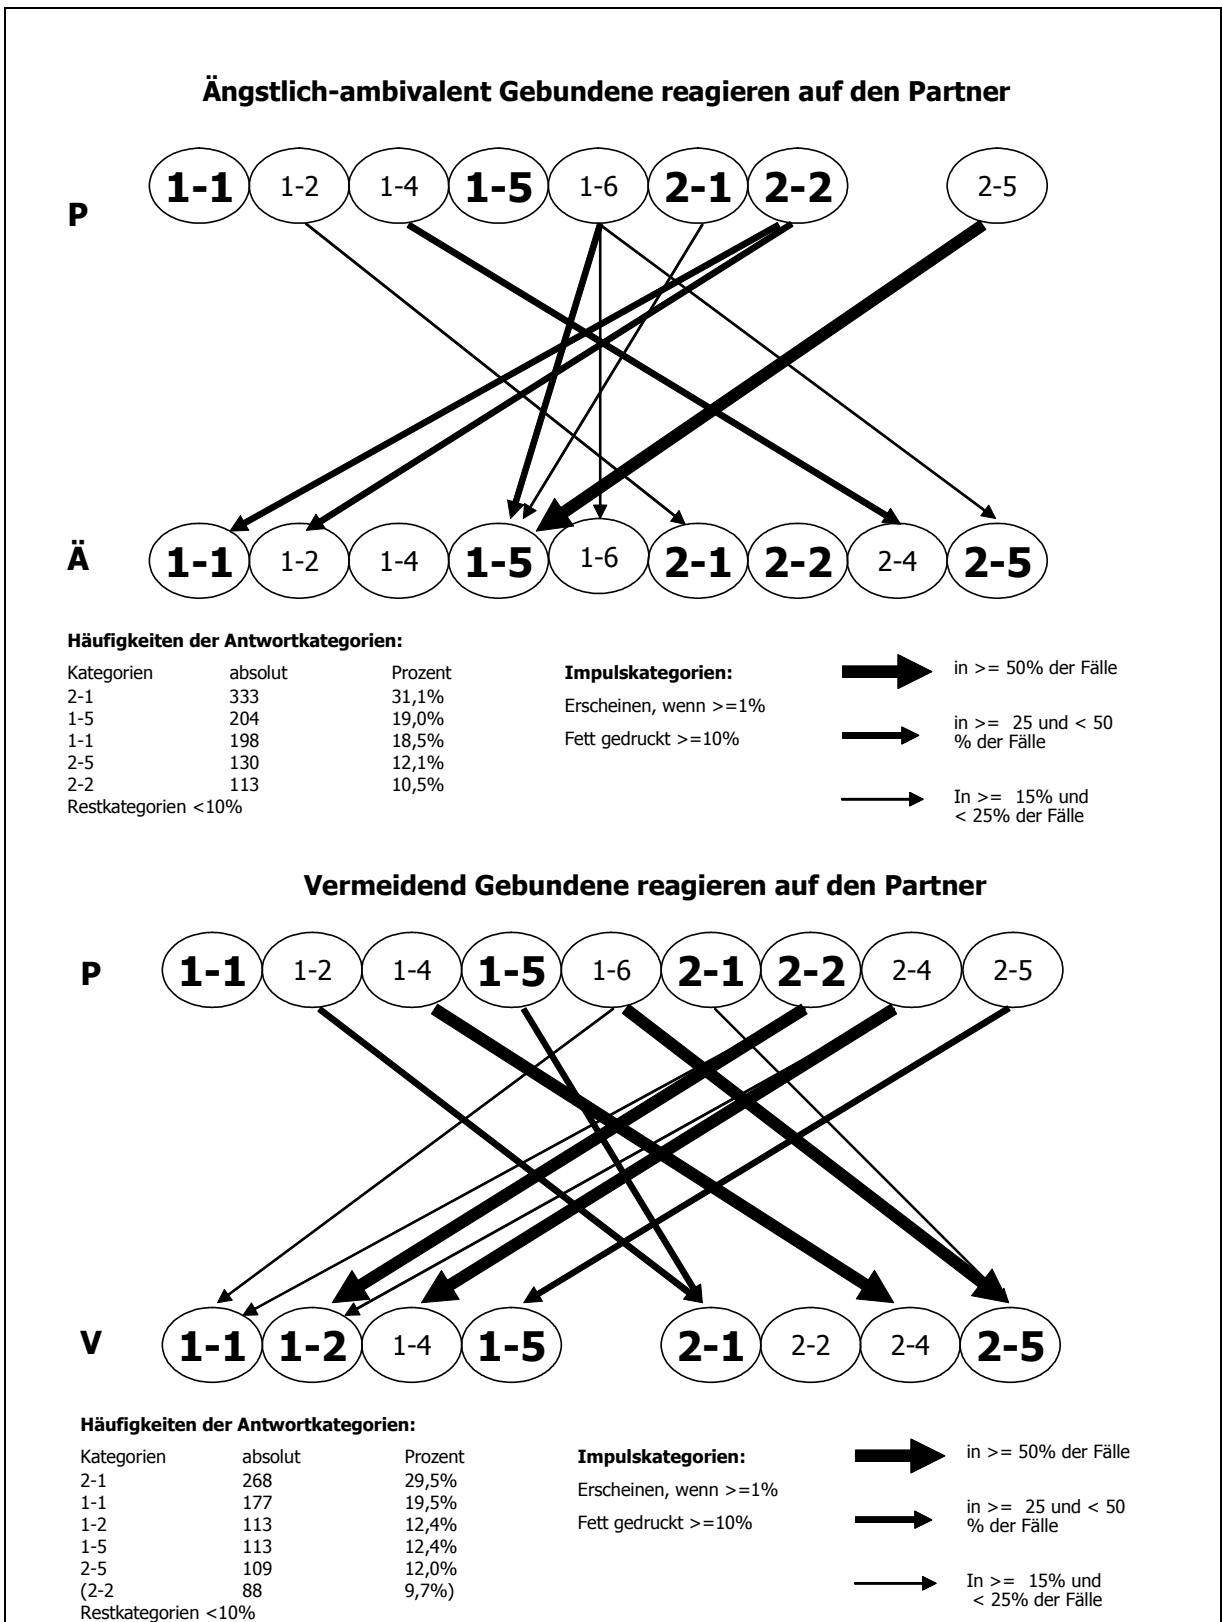 Ängstlich-ambivalent Gebundene reagieren auf den Partner
P
1-1 1-2 1-4 1-5 1-6 2-1 2-2 2-5
Ä
1-1 1-2 1-4 1-5 1-6 2-1 2-2 2-4 2-5
Häufigkeiten der Antwortkategorien:
Kategorien absolut Prozent
2-1 333 31,1%
1-5 204 19,0%
1-1 198 18,5%
2-5 130 12,1%
2-2 113 10,5%
Restkategorien <10%
Impulskategorien:
Erscheinen, wenn >=1%
Fett gedruckt >=10%
in >= 50% der Fälle
in >= 25 und < 50
% der Fälle
In >= 15% und
< 25% der Fälle
Vermeidend Gebundene reagieren auf den Partner
P
1-1 1-2 1-4 1-5 1-6 2-1 2-2 2-4 2-5
V
1-1 1-2 1-4 1-5 2-1 2-2 2-4 2-5
Häufigkeiten der Antwortkategorien:
Kategorien absolut Prozent
2-1 268 29,5%
1-1 177 19,5%
1-2 113 12,4%
1-5 113 12,4%
2-5 109 12,0%
(2-2 88 9,7%)
Restkategorien <10%
Impulskategorien:
Erscheinen, wenn >=1%
Fett gedruckt >=10%
in >= 50% der Fälle
in >= 25 und < 50
% der Fälle
In >= 15% und
< 25% der Fälle